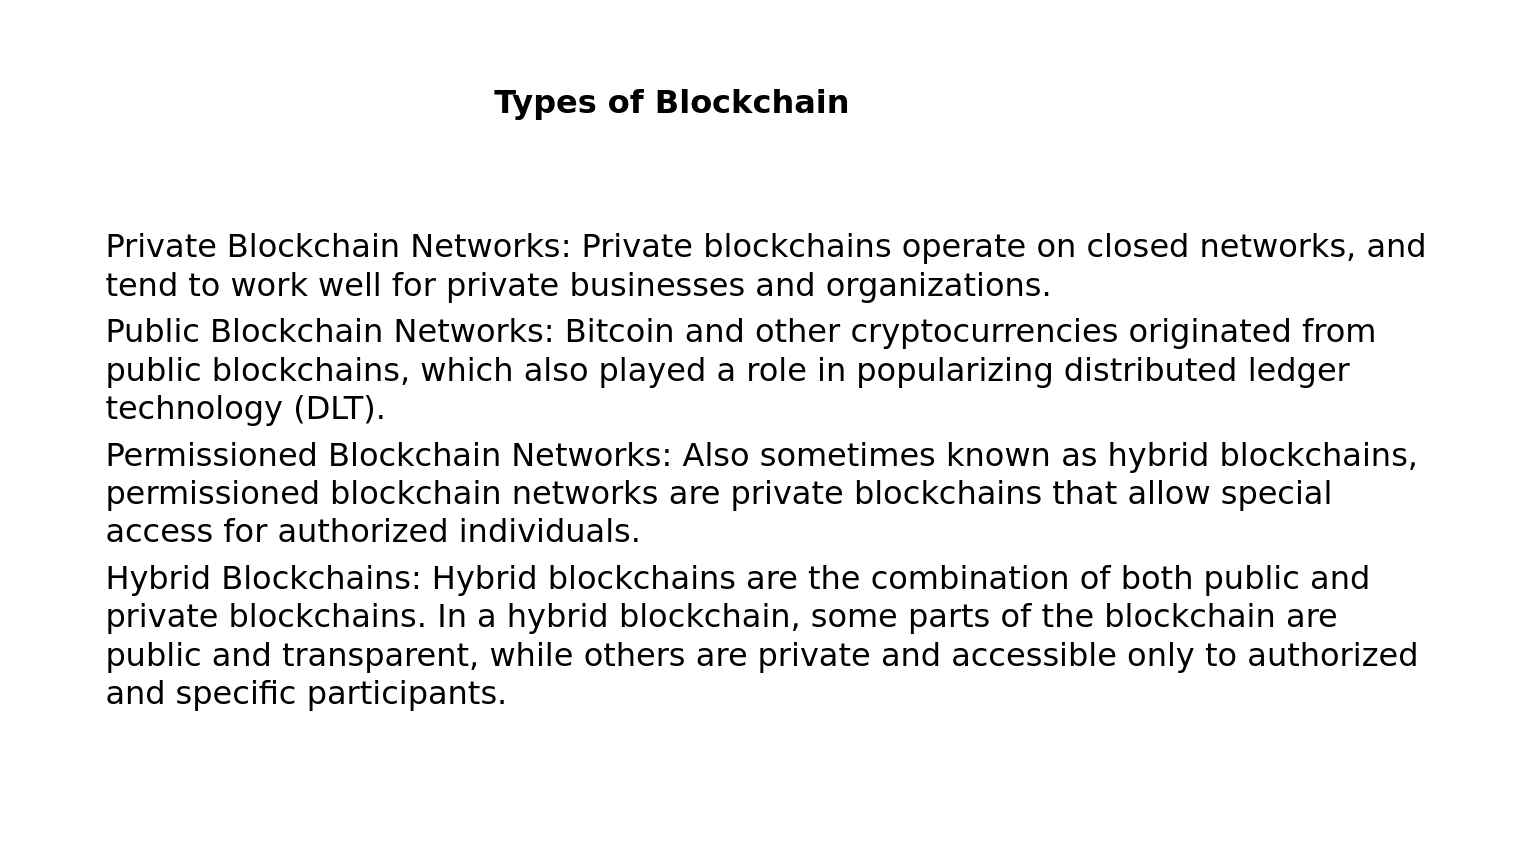 Types of Blockchain
Private Blockchain Networks: Private blockchains operate on closed networks, and
tend to work well for private businesses and organizations.
Public Blockchain Networks: Bitcoin and other cryptocurrencies originated from
public blockchains, which also played a role in popularizing distributed ledger
technology (DLT).
Permissioned Blockchain Networks: Also sometimes known as hybrid blockchains,
permissioned blockchain networks are private blockchains that allow special
access for authorized individuals.
Hybrid Blockchains: Hybrid blockchains are the combination of both public and
private blockchains. In a hybrid blockchain, some parts of the blockchain are
public and transparent, while others are private and accessible only to authorized
and specific participants.